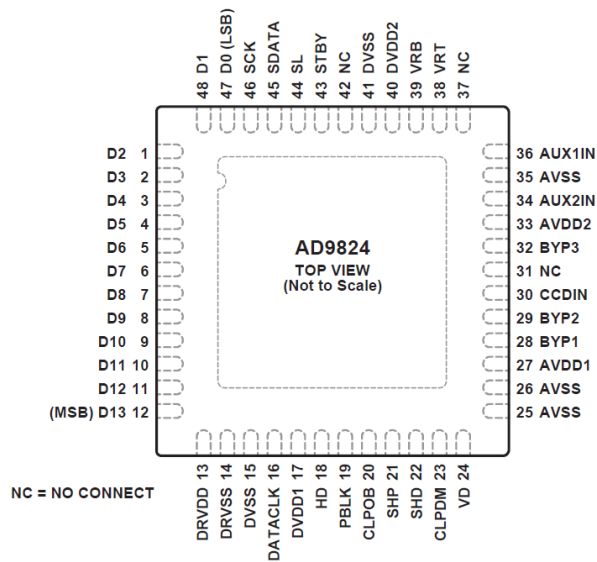 48 D1
47 D0 (LSB)
46 SCK
45 SDATA
44 SL
43 STBY
42 NC
41 DVSS
40 DVDD2
39 VRB
38 VRT
37 NC
D2 1
D3 2
D4 3
D5 4
D6 5
D7 6
D8 7
D9 8
D10 9
D11 10
D12 11
(MSB) D13 12
AD9824
TOP VIEW
(Not to Scale)
36 AUX1IN
35 AVSS
34 AUX2IN
33 AVDD2
32 BYP3
31 NC
30 CCDIN
29 BYP2
28 BYP1
27 AVDD1
26 AVSS
25 AVSS
DRVDD 13
DRVSS 14
DVSS 15
DATACLK 16
DVDD1 17
HD 18
PBLK 19
CLPOB 20
SHP 21
SHD 22
CLPDM 23
VD 24
NC = NO CONNECT